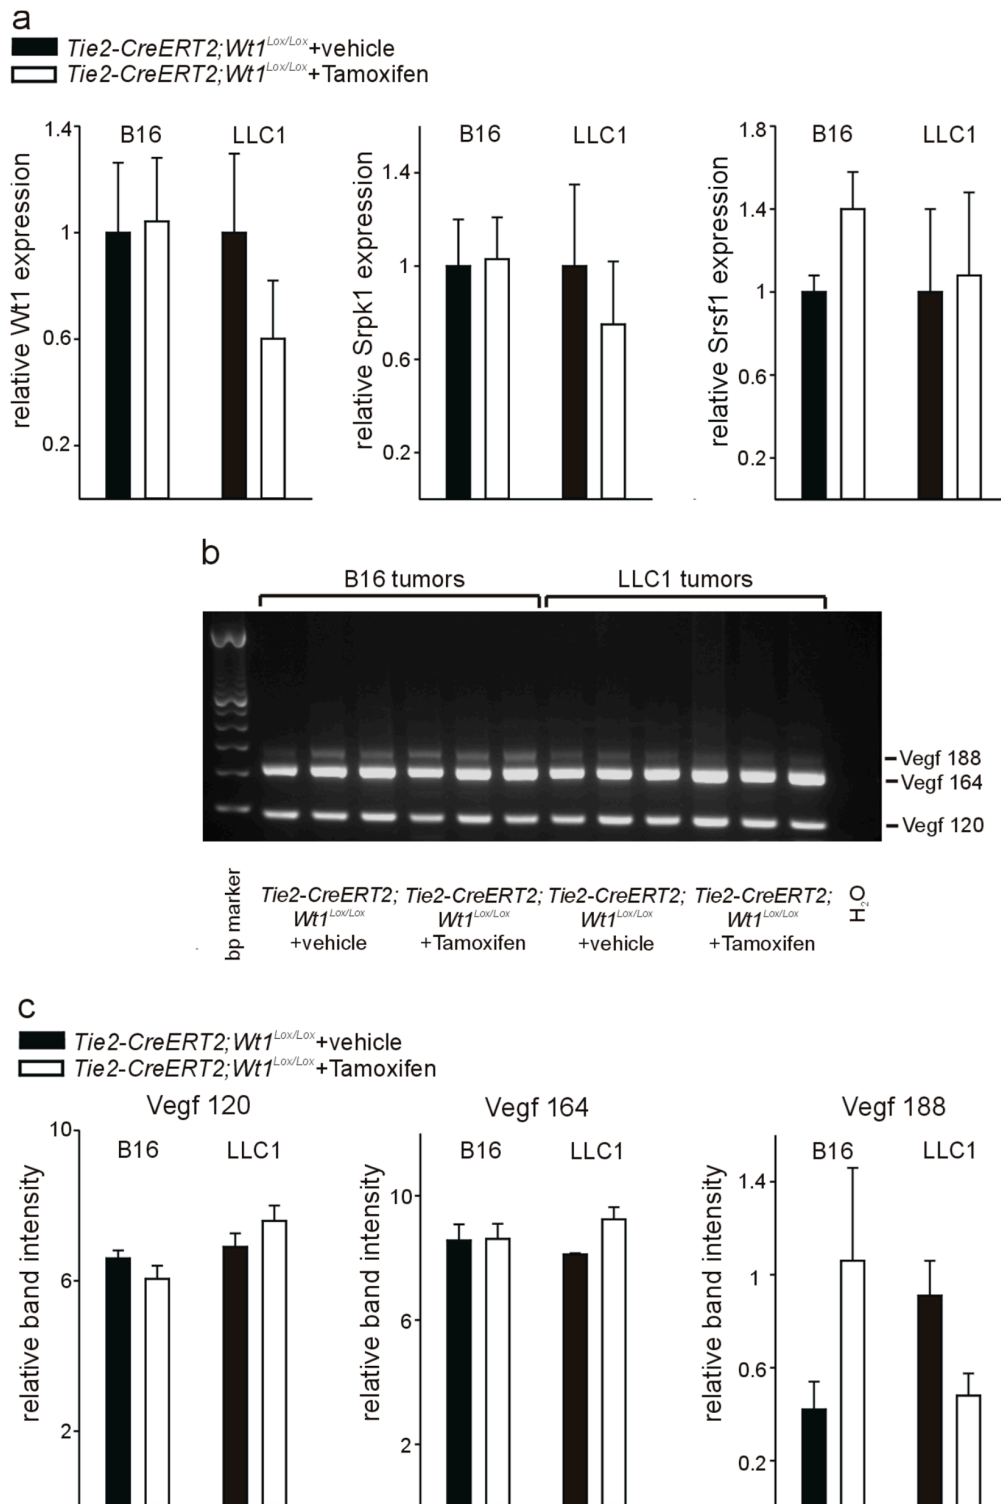 a
Tie2-CreERT2;Wt1Lox/Lox+vehicle
Tie2-CreERT2;Wt1Lox/Lox+Tamoxifen
relative Wt1 expression
1.4
1
0.6
0.2
B16 LLC1
relative Srpk1 expression
1.4
1
0.6
0.2
B16 LLC1
relative Srsf1 expression
1.8
1.4
1
0.6
0.2
B16 LLC1
b
B16 tumors LLC1 tumors
Vegf 188
Vegf 164
Vegf 120
bp marker
Tie2-CreERT2;
Wt1Lox/Lox
+vehicle
Tie2-CreERT2;
Wt1Lox/Lox
+Tamoxifen
Tie2-CreERT2;
Wt1Lox/Lox
+vehicle
Tie2-CreERT2;
Wt1Lox/Lox
+Tamoxifen
H2O
c
Tie2-CreERT2;Wt1Lox/Lox+vehicle
Tie2-CreERT2;Wt1Lox/Lox+Tamoxifen
Vegf 120
relative band intensity
10
6
2
B16 LLC1
Vegf 164
relative band intensity
10
6
2
B16 LLC1
Vegf 188
relative band intensity
1.4
1
0.6
0.2
B16 LLC1